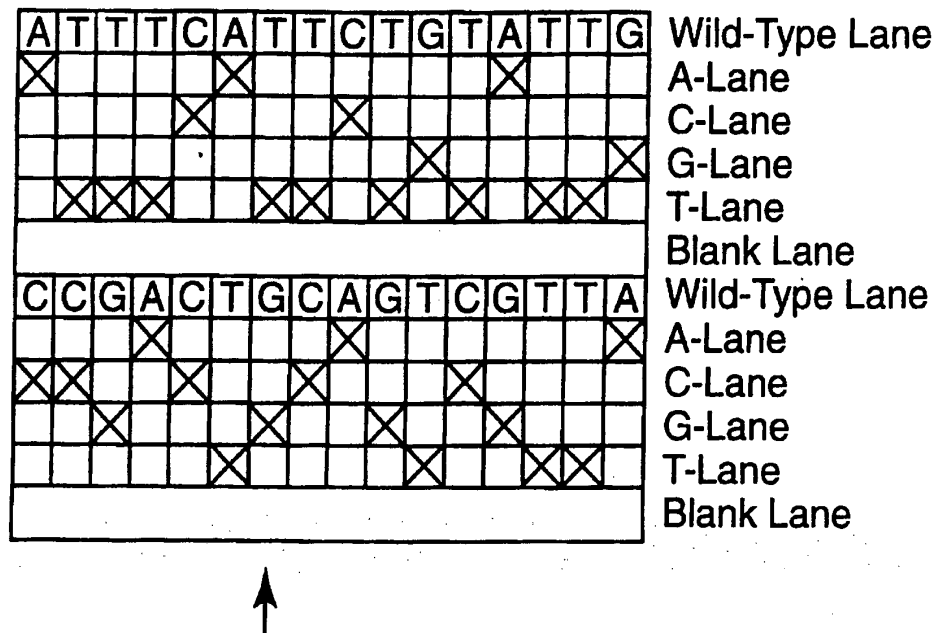 A T T T C A T T C T G T A T T G Wild-Type Lane
A-Lane
C-Lane
G-Lane
T-Lane
Blank Lane
C C G A C T G C A G T C G T T A Wild-Type Lane
A-Lane
C-Lane
G-Lane
T-Lane
Blank Lane